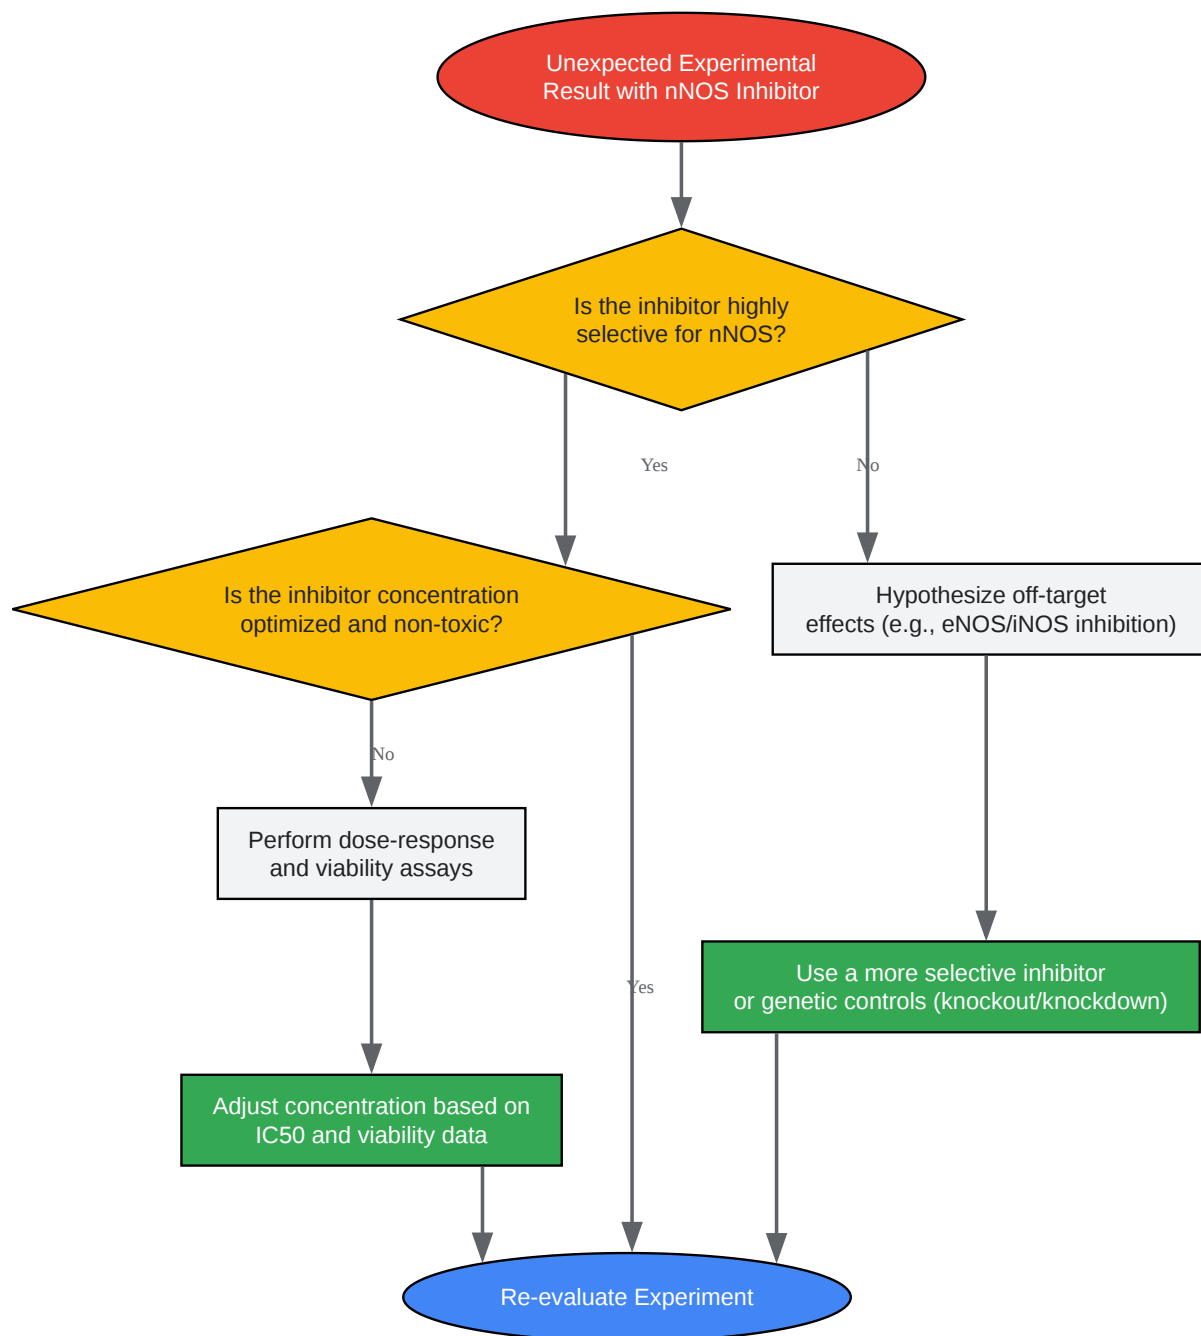 Unexpected Experimental
Result with nNOS Inhibitor
Is the inhibitor highly
selective for nNOS?
Yes
No
Is the inhibitor concentration
optimized and non-toxic?
Hypothesize off-target
effects (e.g., eNOS/iNOS inhibition)
No
Perform dose-response
and viability assays
Use a more selective inhibitor
or genetic controls (knockout/knockdown)
Yes
Adjust concentration based on
IC50 and viability data
Re-evaluate Experiment